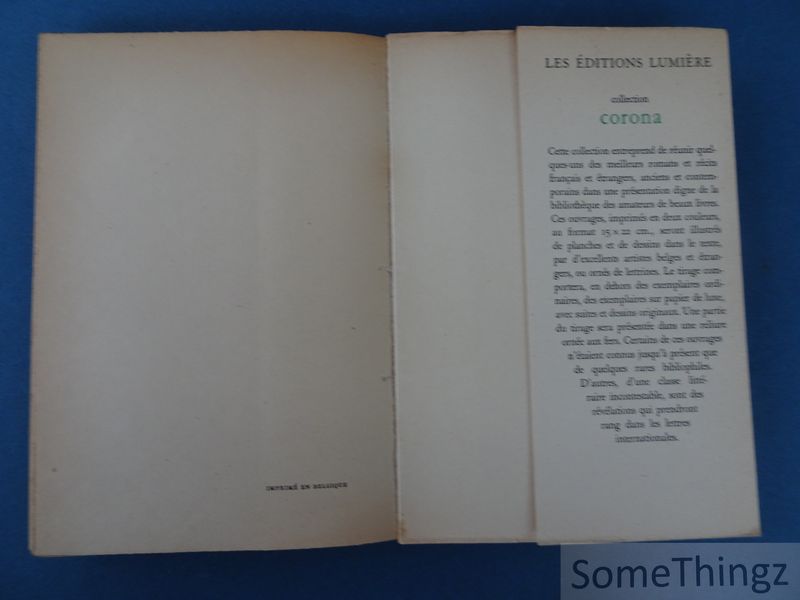 IMPRIMÉ EN BELGIQUE
LES ÉDITIONS LUMIÈRE
collection
corona
Cette collection entreprend de réunir quel-
ques-uns des meilleurs romans et récits
français et étrangers, anciens et contem-
porains dans une présentation digne de la
bibliothèque des amateurs de beaux livres.
Ces ouvrages, imprimés en deux couleurs,
au format 15 x 22 cm., seront illustrés
de planches et de dessins dans le texte,
par d'excellents artistes belges et étran-
gers, ou ornés de lettrines. Le tirage com-
portera, en dehors des exemplaires ordi-
naires, des exemplaires sur papier de luxe,
avec suites et dessins originaux. Une partie
du tirage sera présentée dans une reliure
ornée aux fers. Certains de ces ouvrages
n'étaient connus jusqu'à présent que
de quelques rares bibliophiles.
D'autres, d'une classe litté-
raire incontestable, sont des
révélations qui prendront
rang dans les lettres
internationales.
SomeThingz